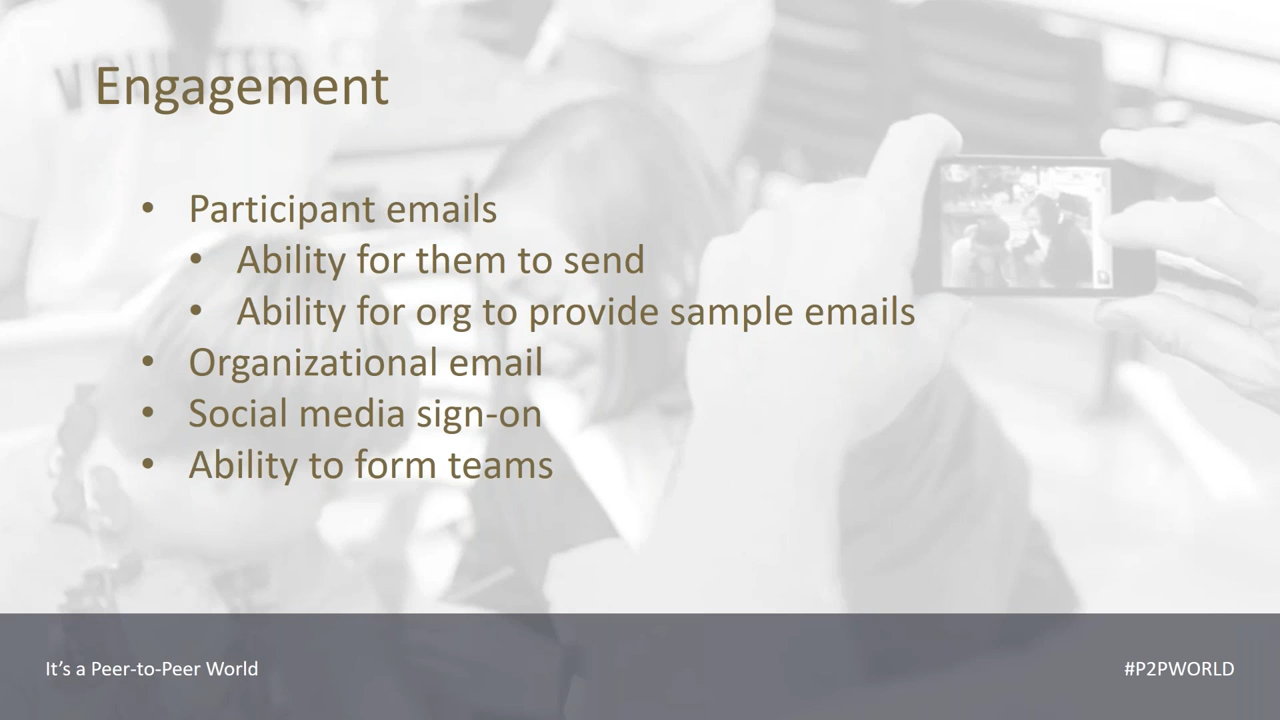 Engagement
• Participant emails
• Ability for them to send
• Ability for org to provide sample emails
• Organizational email
• Social media sign-on
• Ability to form teams
It's a Peer-to-Peer World
#P2PWORLD